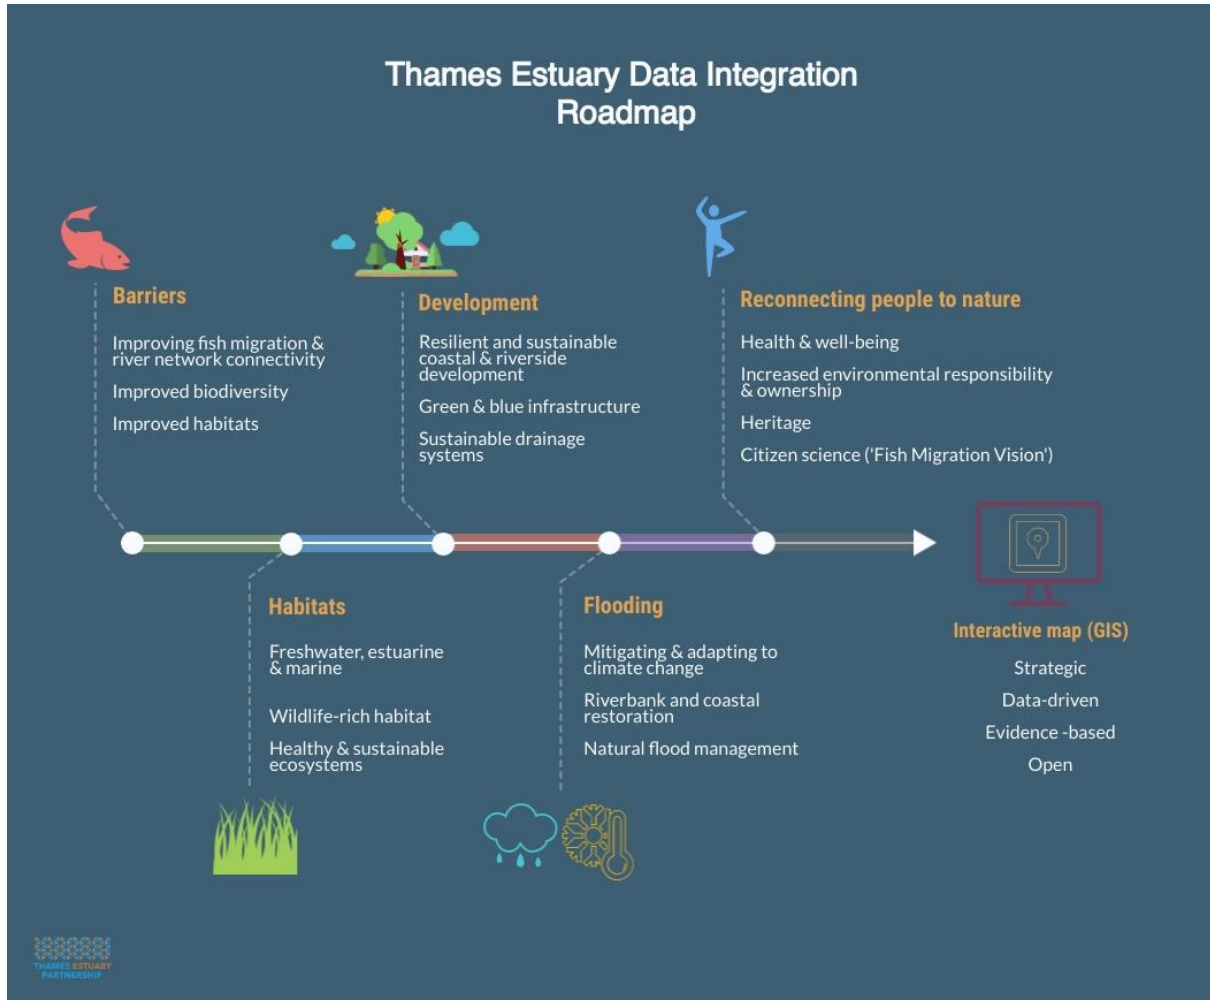 Thames Estuary Data Integration
Roadmap
Barriers
Improving fish migration &
river network connectivity
Improved biodiversity
Improved habitats
Development
Resilient and sustainable
coastal & riverside
development
Green & blue infrastructure
Sustainable drainage
systems
Reconnecting people to nature
Health & well-being
Increased environmental responsibility
& ownership
Heritage
Citizen science ('Fish Migration Vision')
Habitats
Freshwater, estuarine
& marine
Wildlife-rich habitat
Healthy & sustainable
ecosystems
Flooding
Mitigating & adapting to
climate change
Riverbank and coastal
restoration
Natural flood management
Interactive map (GIS)
Strategic
Data-driven
Evidence -based
Open
THAMES ESTUARY
PARTNERSHIP